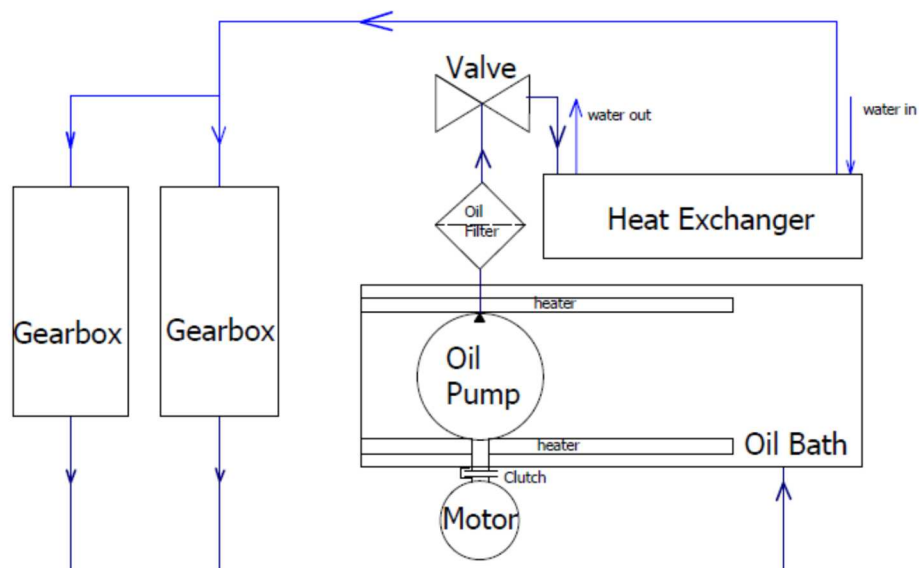 Valve
water out
water in
Oil
Filter
Heat Exchanger
heater
Gearbox
Gearbox
Oil
Pump
heater
Oil Bath
Clutch
Motor